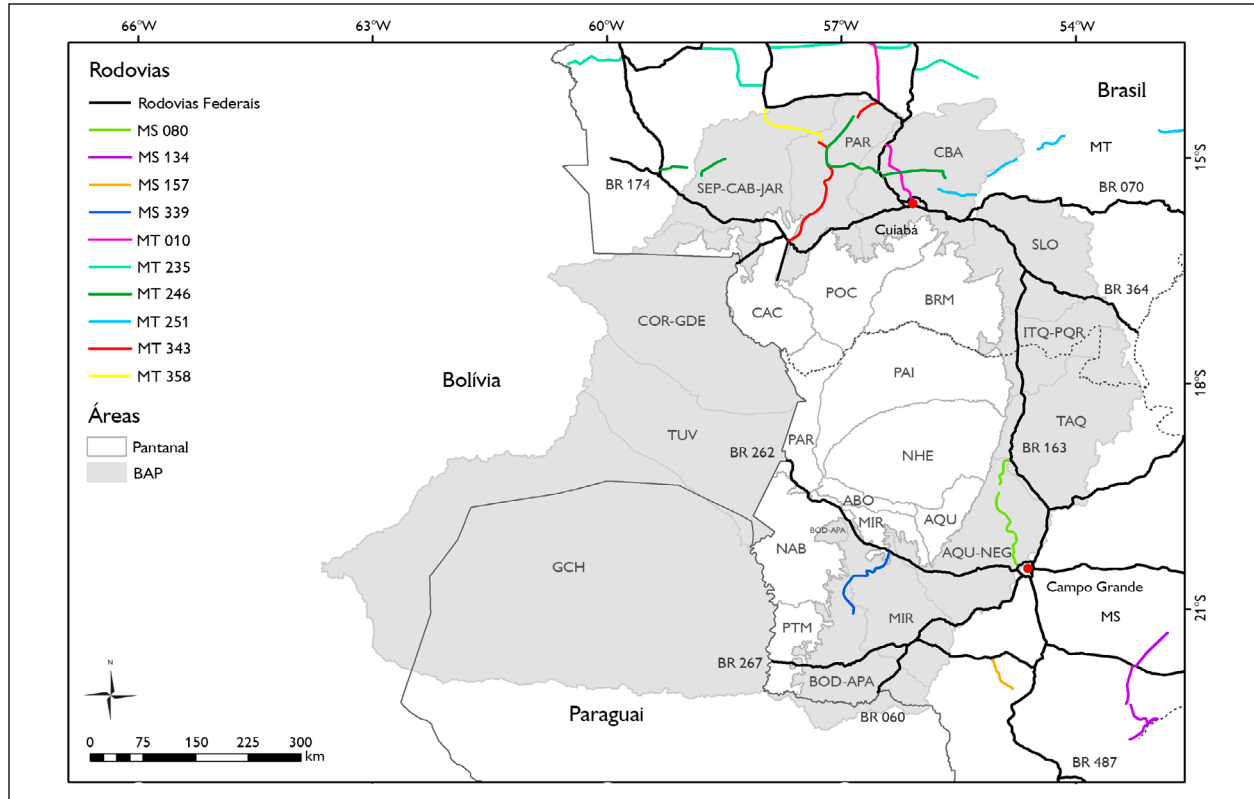 66°W 63°W 60°W 57°W 54°W
Rodovias
Rodovias Federais
MS 080
MS 134
MS 157
MS 339
MT 010
MT 235
MT 246
MT 251
MT 343
MT 358
Áreas
Pantanal
BAP
Brasil
MT
15°S
PAR
CBA
BR 174
SEP-CAB-JAR
BR 070
Cuiabá
SLO
BR 364
POC
BRM
CAC
COR-GDE
ITQ-PQR
Bolívia
PAI
18°S
TAQ
TUV
PAR
BR 262
BR 163
NHE
ABO
MIR
AQU
BOD-APA
NAB
AQU-NEG
GCH
Campo Grande
MS
21°S
MIR
PTM
BR 267
BOD-APA
Paraguai
BR 060
BR 487
N
0 75 150 225 300
km